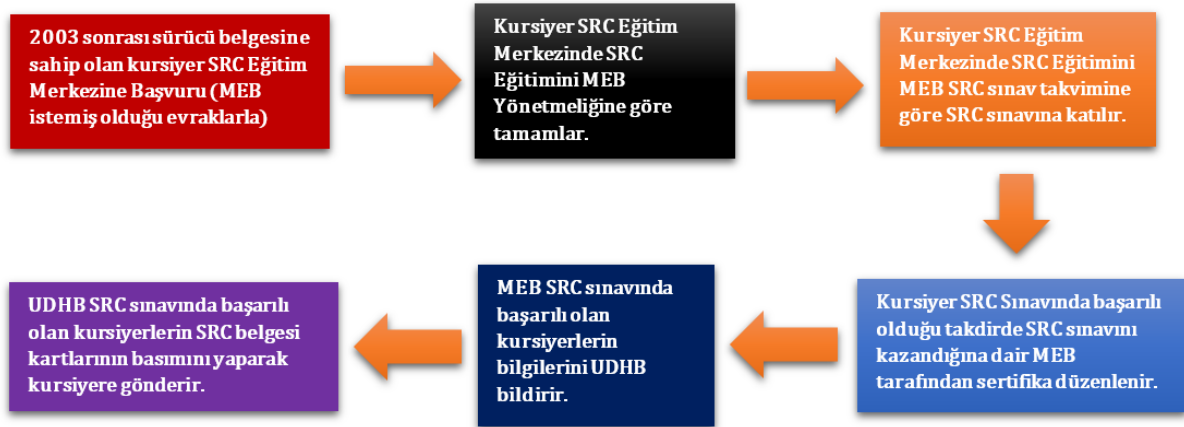 2003 sonrası sürücü belgesine
sahip olan kursiyer SRC Eğitim
Merkezine Başvuru (MEB
istemiş olduğu evraklarla)
Kursiyer SRC Eğitim
Merkezinde SRC
Eğitimini MEB
Yönetmeliğine göre
tamamlar.
Kursiyer SRC Eğitim
Merkezinde SRC Eğitimini
MEB SRC sınav takvimine
göre SRC sınavına katılır.
Kursiyer SRC Sınavında başarılı
olduğu takdirde SRC sınavını
kazandığına dair MEB
tarafından sertifika düzenlenir.
MEB SRC sınavında
başarılı olan
kursiyerlerin
bilgilerini UDHB
bildirir.
UDHB SRC sınavında başarılı
olan kursiyerlerin SRC belgesi
kartlarının basımını yaparak
kursiyere gönderir.